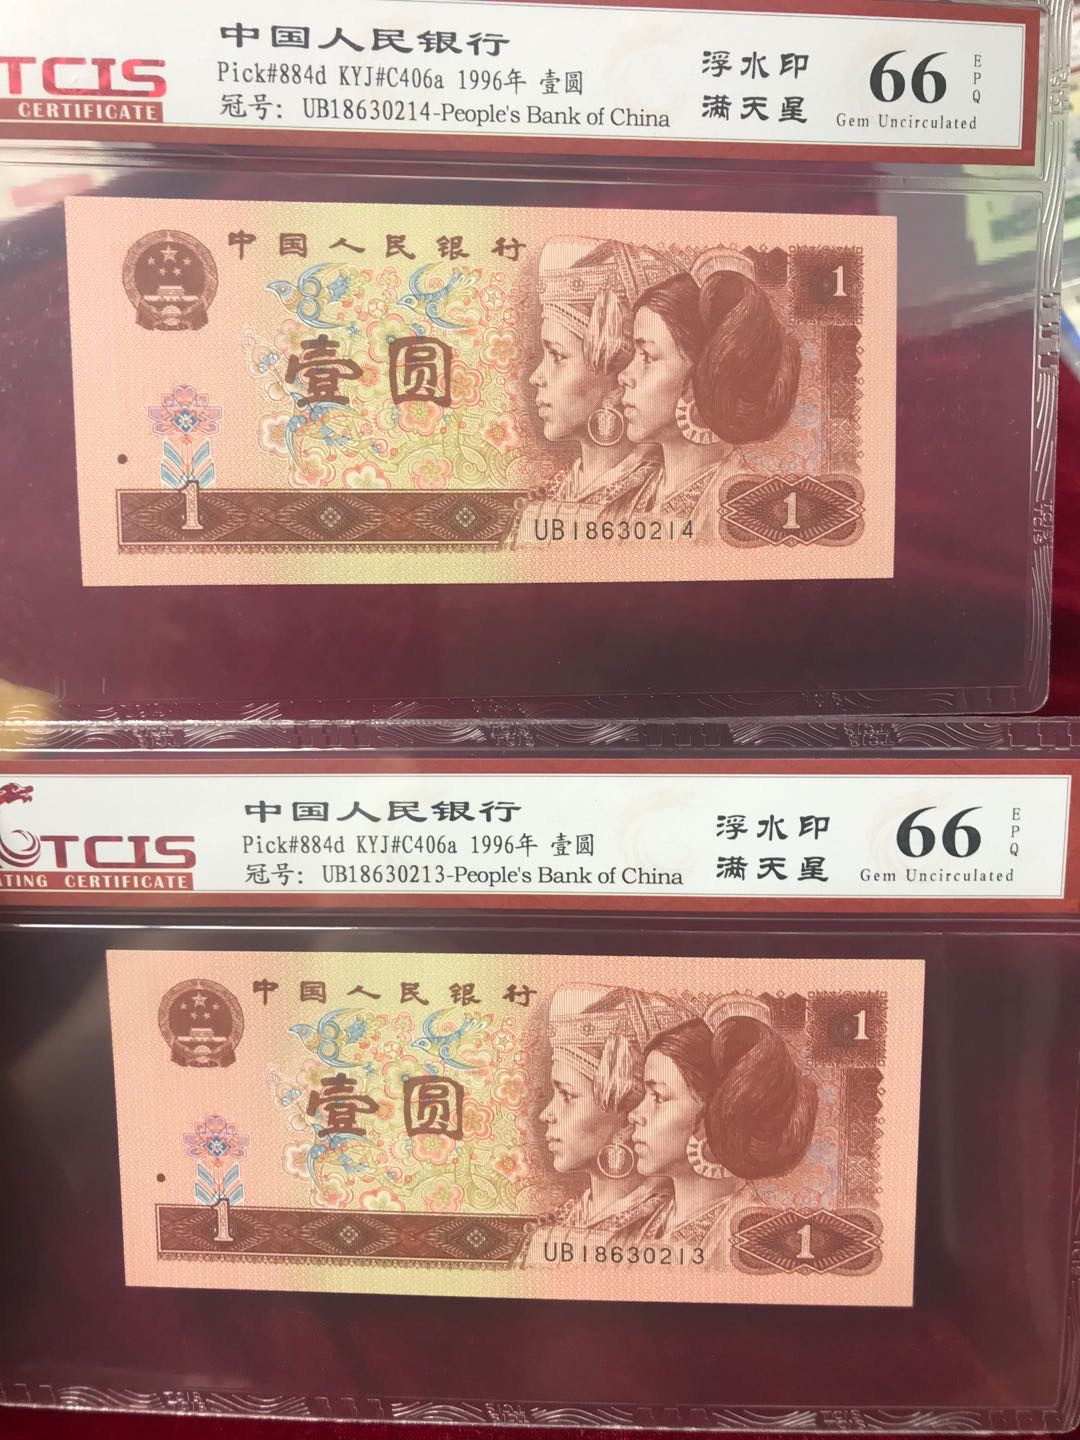 中国人民银行
TCIS
CERTIFICATE
Pick#884d KYJ#C406a 1996年 壹圆
冠号: UB18630214-People's Bank of China
浮水印
满天星
66
EPQ
Gem Uncirculated
中国人民银行
1
壹圆
1
UB18630214
1
中国人民银行
TCIS
ATING CERTIFICATE
Pick#884d KYJ#C406a 1996年 壹圆
冠号: UB18630213-People's Bank of China
浮水印
满天星
66
EPQ
Gem Uncirculated
中国人民银行
1
壹圆
1
UB18630213
1